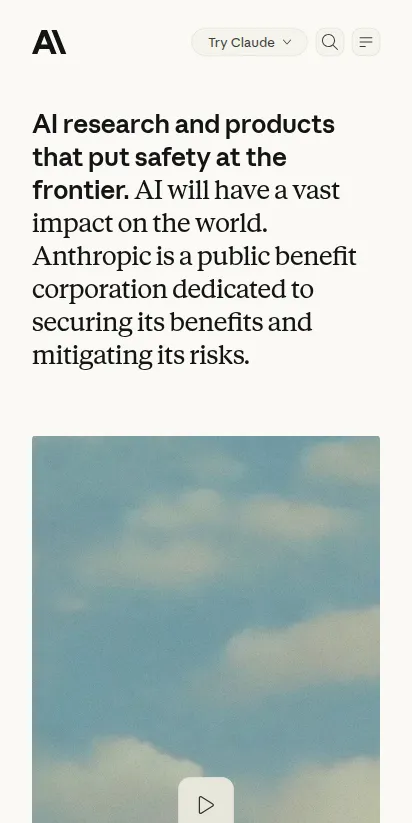 Try Claude
AI research and products
that put safety at the
frontier. AI will have a vast
impact on the world.
Anthropic is a public benefit
corporation dedicated to
securing its benefits and
mitigating its risks.